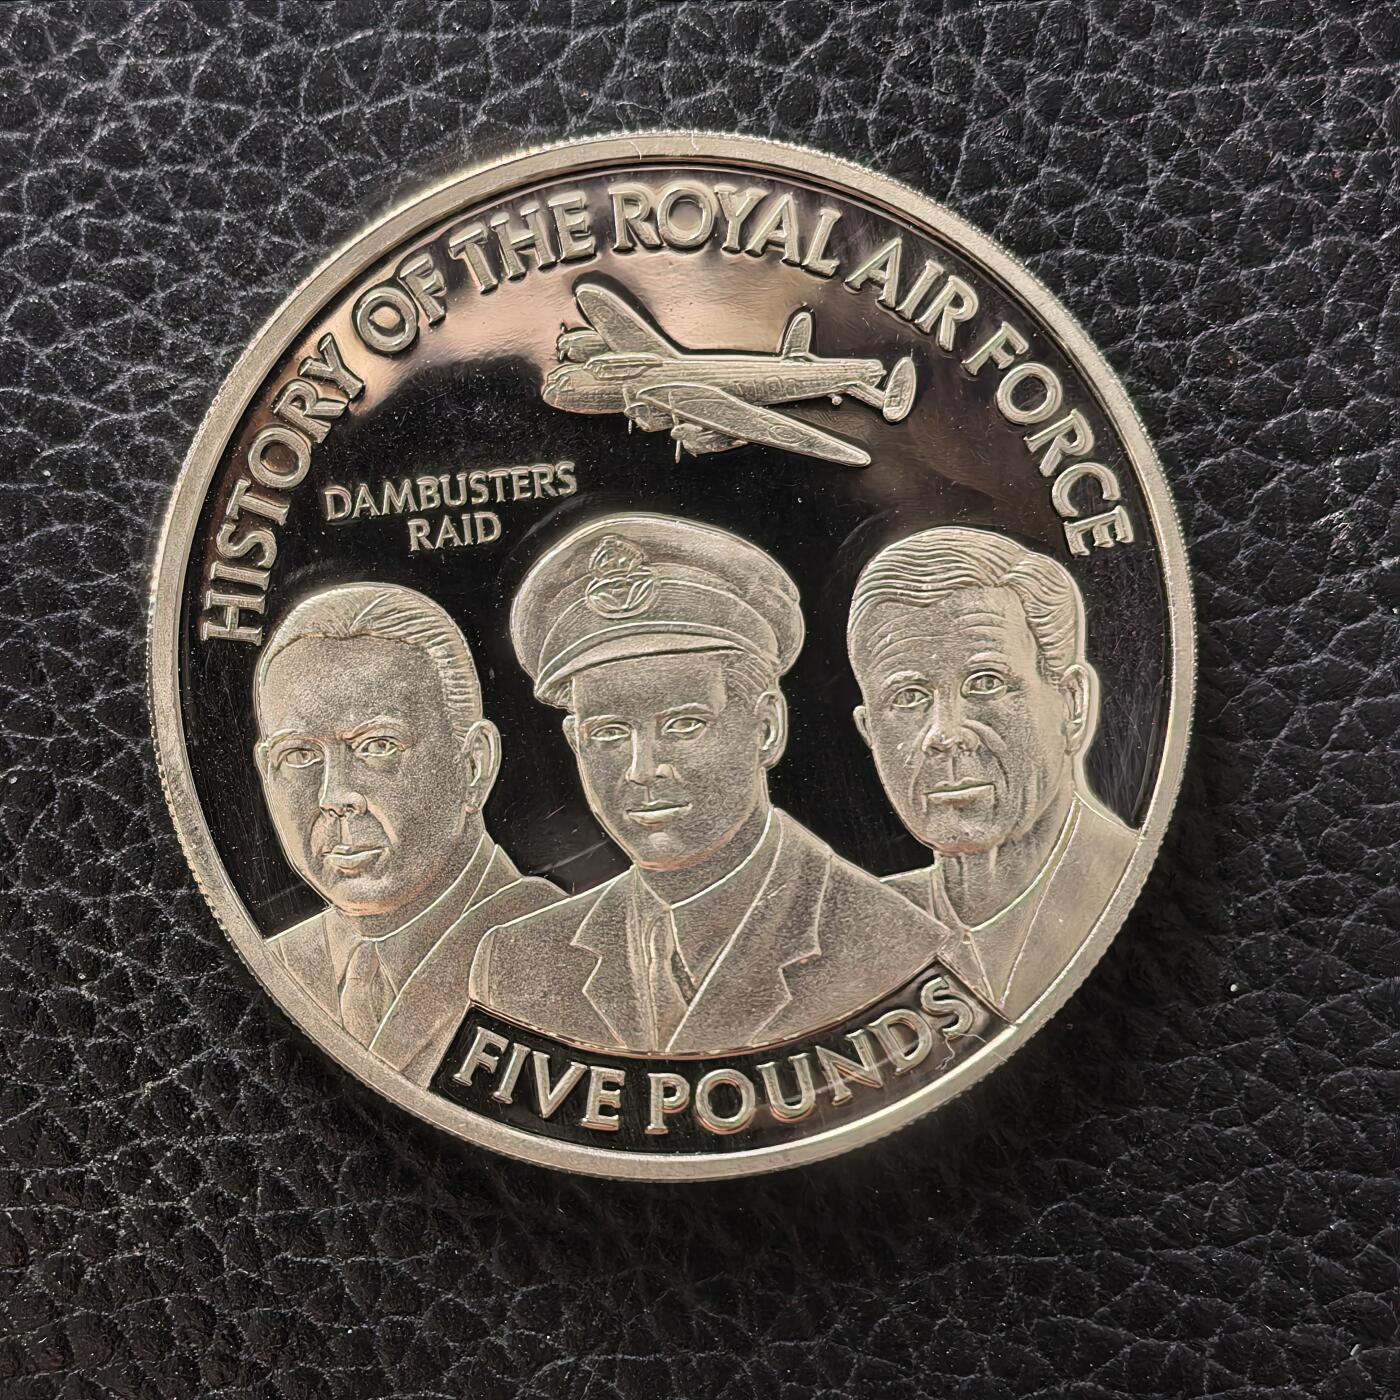 HISTORY OF THE ROYAL AIR FORCE
DAMBUSTERS
RAID
FIVE POUNDS